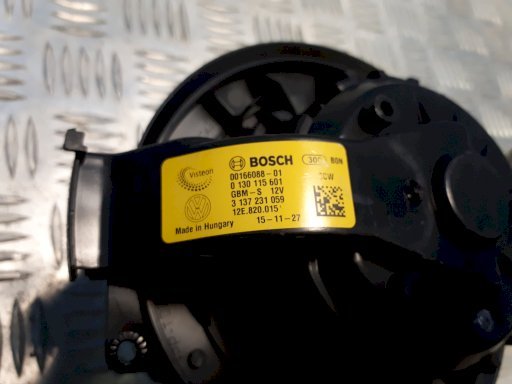 Visteon
BOSCH
30° BBN
00166088-01
0 130 115 601
GBM-S 12V
3 137 231 059
12E.820.015
Made in Hungary
15-11-27